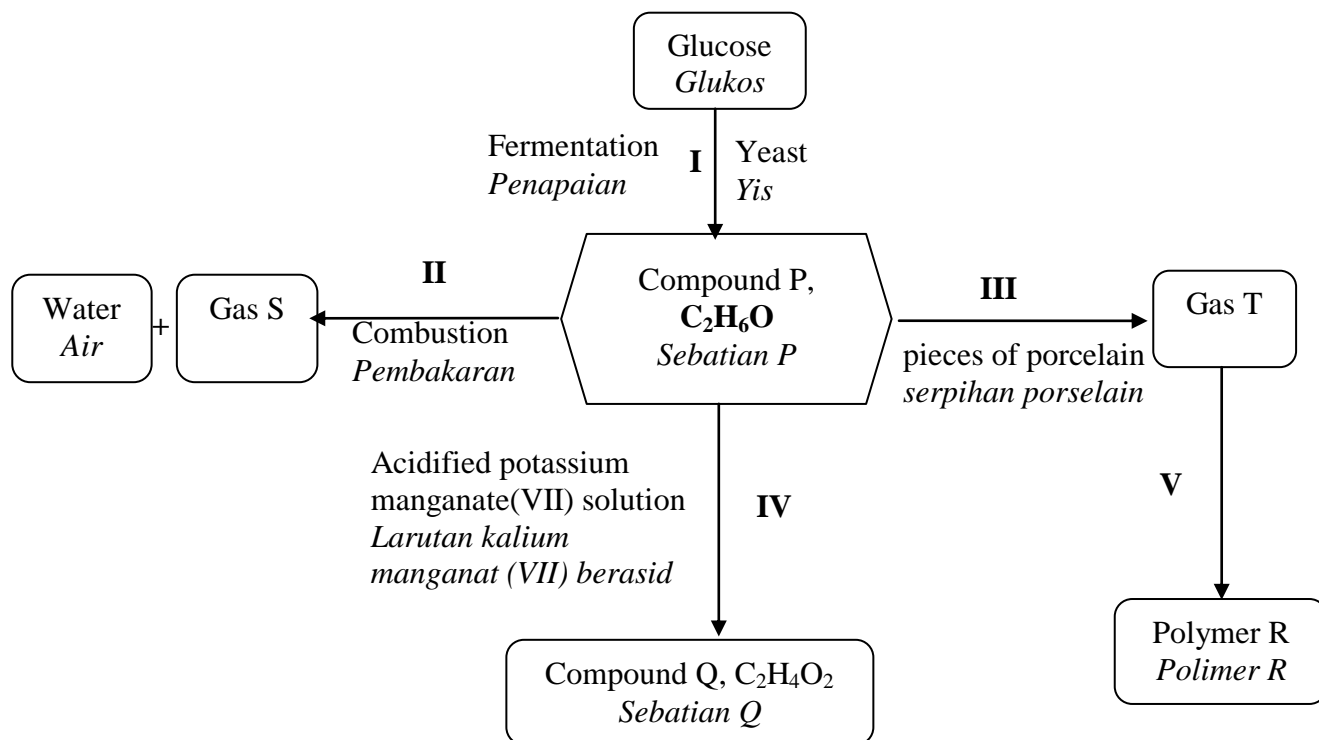 Glucose
Glukos
Fermentation
Penapaian
I
Yeast
Yis
Water
Air
+
Gas S
II
Combustion
Pembakaran
Compound P,
C₂H₆O
Sebatian P
III
pieces of porcelain
serpihan porselain
Gas T
Acidified potassium
manganate(VII) solution
Larutan kalium
manganat (VII) berasid
IV
V
Compound Q, C₂H₄O₂
Sebatian Q
Polymer R
Polimer R